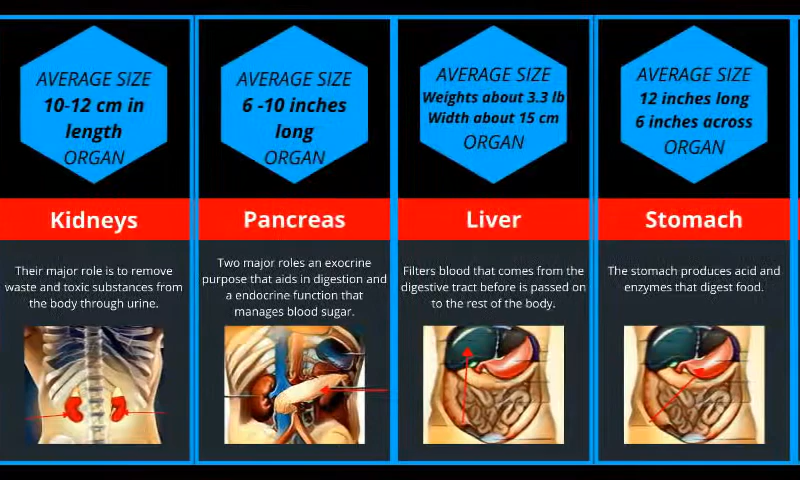 AVERAGE SIZE
10-12 cm in
length
ORGAN
Kidneys
Their major role is to remove
waste and toxic substances from
the body through urine.
AVERAGE SIZE
6 -10 inches
long
ORGAN
Pancreas
Two major roles an exocrine
purpose that aids in digestion and
a endocrine function that
manages blood sugar.
AVERAGE SIZE
Weights about 3.3 lb
Width about 15 cm
ORGAN
Liver
Filters blood that comes from the
digestive tract before is passed on
to the rest of the body.
AVERAGE SIZE
12 inches long
6 inches across
ORGAN
Stomach
The stomach produces acid and
enzymes that digest food.